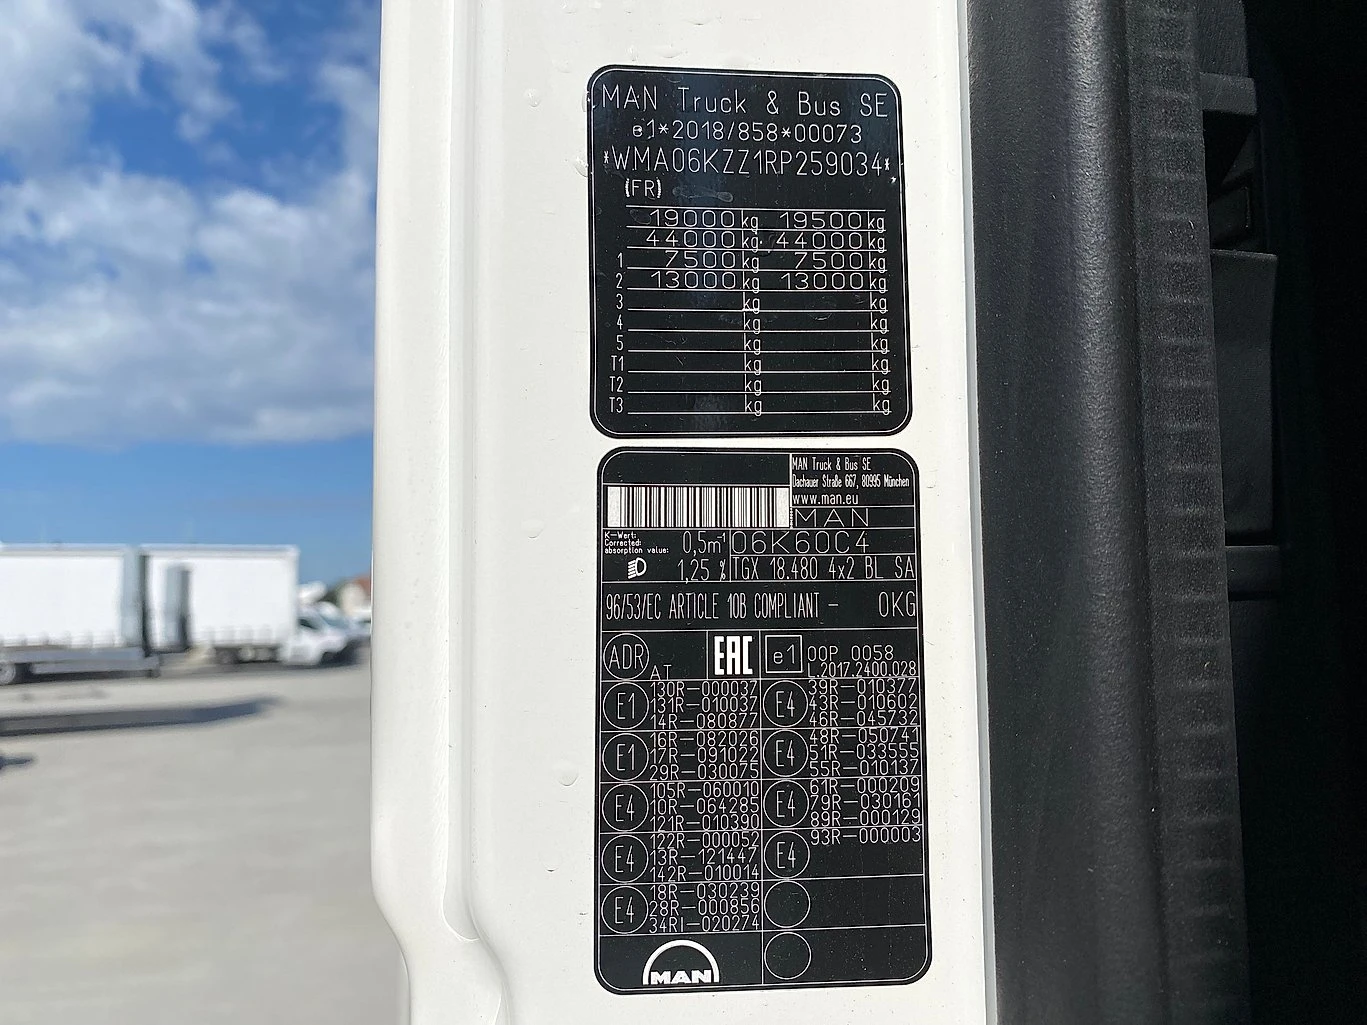 MAN Truck & Bus SE
e1*2018/858*00073
*WMA06KZZ1RP259034*
(FR)
19000 kg 19500 kg
44000 kg 44000 kg
1 7500 kg 7500 kg
2 13000 kg 13000 kg
3 kg kg
4 kg kg
5 kg kg
T1 kg kg
T2 kg kg
T3 kg kg
MAN Truck & Bus SE
Dachauer Straße 667, 80995 München
www.man.eu
MAN
K-Wert:
Corrected:
absorption value: 0,5m⁻¹ 06K60C4
1,25 % TGX 18.480 4x2 BL SA
96/53/EC ARTICLE 10B COMPLIANT – 0KG
ADR AT EAC e1 00P 0058
L.2017.2400.028
E1 130R-000037
131R-010037
14R-080877
E4 39R-010377
43R-010602
46R-045732
E1 16R-082026
17R-091022
29R-030075
E4 48R-050741
51R-033555
55R-010137
E4 105R-060010
10R-064285
121R-010390
E4 61R-000209
79R-030161
89R-000129
E4 122R-000052
13R-121447
142R-010014
E4 93R-000003
E4 18R-030239
28R-000856
34RI-020274
MAN